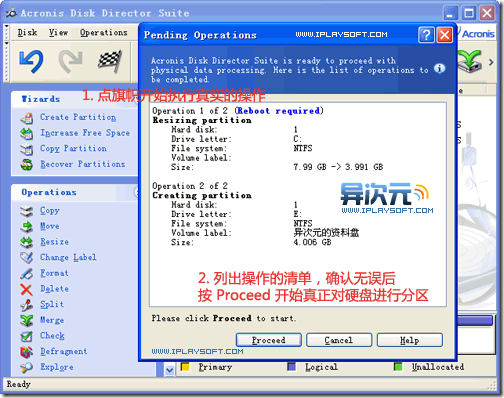 Acronis Disk Director Suite
Disk View Operations
Acronis
Wizards
Create Partition
Increase Free Space
Copy Partition
Recover Partitions
Operations
Copy
Move
Resize
Change Label
Format
Delete
Split
Merge
Check
Defragment
Explore
Pending Operations
WWW.IPLAYSOFT.COM
Acronis Disk Director Suite is ready to proceed with
physical data processing. Here is the list of operations to
be completed.
1. 点旗帜开始执行真实的操作
Operation 1 of 2 (Reboot required)
Resizing partition
Hard disk: 1
Drive letter: C:
File system: NTFS
Volume label:
Size: 7.99 GB -> 3.991 GB
Operation 2 of 2
Creating partition
Hard disk: 1
Drive letter: E:
File system: NTFS
Volume label: 异次元的资料盘
Size: 4.006 GB
异次元
WWW.IPLAYSOFT.COM
2. 列出操作的清单，确认无误后
按 Proceed 开始真正对硬盘进行分区
Please click Proceed to start.
Proceed Cancel Help
WWW.IPLAYSOFT.COM
Primary Logical Unallocated
Ready